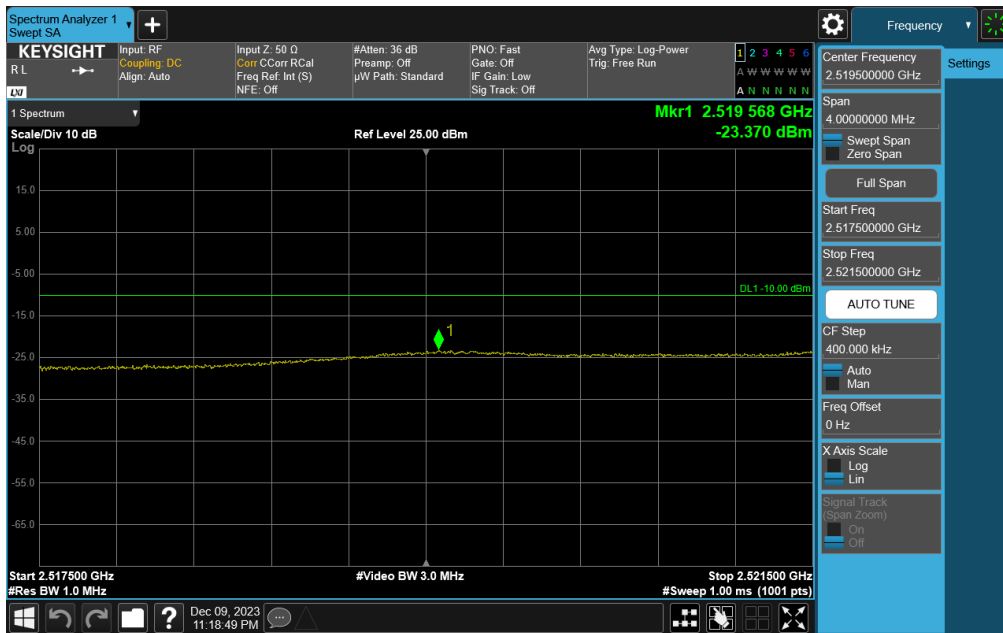 Spectrum Analyzer 1
Swept SA
+
Frequency
KEYSIGHT
R L
LXI
Input: RF
Coupling: DC
Align: Auto
Input Z: 50 Ω
Corr CCorr RCal
Freq Ref: Int (S)
NFE: Off
#Atten: 36 dB
Preamp: Off
µW Path: Standard
PNO: Fast
Gate: Off
IF Gain: Low
Sig Track: Off
Avg Type: Log-Power
Trig: Free Run
1 2 3 4 5 6
A W W W W W
A N N N N N
1 Spectrum
Scale/Div 10 dB
Log
Ref Level 25.00 dBm
Mkr1 2.519 568 GHz
-23.370 dBm
15.0
5.00
-5.00
DL1 -10.00 dBm
-15.0
1
-25.0
-35.0
-45.0
-55.0
-65.0
Start 2.517500 GHz
#Res BW 1.0 MHz
#Video BW 3.0 MHz
Stop 2.521500 GHz
#Sweep 1.00 ms (1001 pts)
Settings
Center Frequency
2.519500000 GHz
Span
4.00000000 MHz
Swept Span
Zero Span
Full Span
Start Freq
2.517500000 GHz
Stop Freq
2.521500000 GHz
AUTO TUNE
CF Step
400.000 kHz
Auto
Man
Freq Offset
0 Hz
X Axis Scale
Log
Lin
Signal Track
(Span Zoom)
On
Off
?
Dec 09, 2023
11:18:49 PM